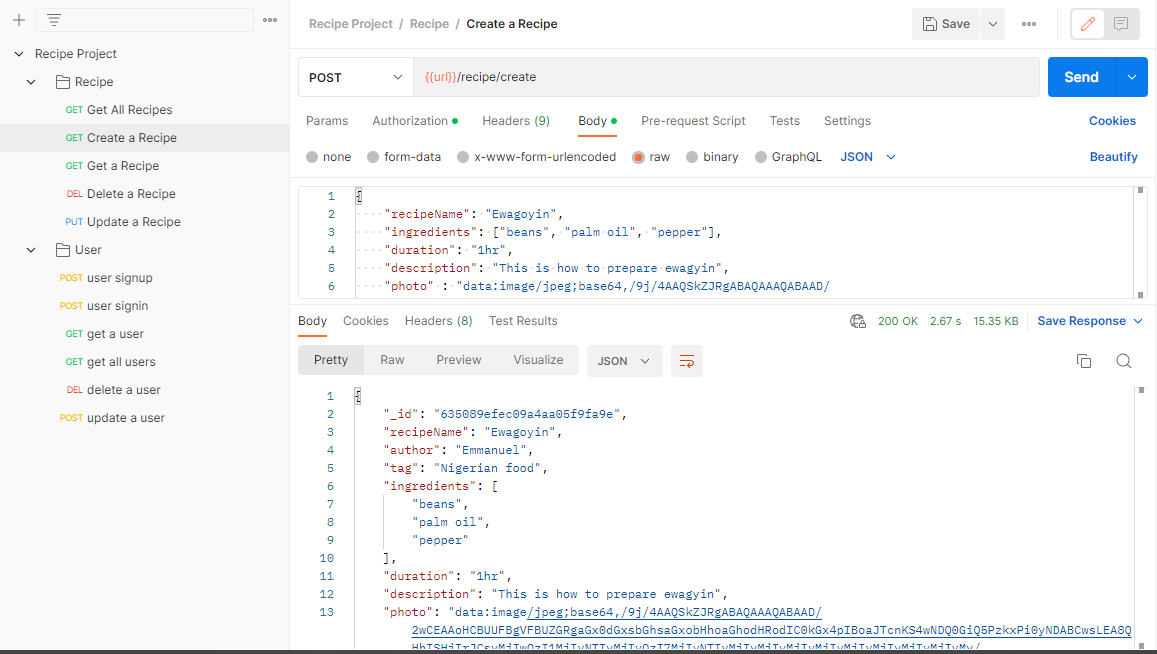 Recipe Project
Recipe
GET Get All Recipes
GET Create a Recipe
GET Get a Recipe
DEL Delete a Recipe
PUT Update a Recipe
User
POST user signup
POST user signin
GET get a user
GET get all users
DEL delete a user
POST update a user
Recipe Project / Recipe / Create a Recipe
Save
POST {{url}}/recipe/create Send
Params Authorization Headers (9) Body Pre-request Script Tests Settings Cookies
none form-data x-www-form-urlencoded raw binary GraphQL JSON Beautify
1 {
2 "recipeName": "Ewagoyin",
3 "ingredients": ["beans", "palm oil", "pepper"],
4 "duration": "1hr",
5 "description": "This is how to prepare ewagyin",
6 "photo" : "data:image/jpeg;base64,/9j/4AAQSkZJRgABAQAAAQABAAD/
Body Cookies Headers (8) Test Results 200 OK 2.67 s 15.35 KB Save Response
Pretty Raw Preview Visualize JSON
1 {
2 "_id": "635089efec09a4aa05f9fa9e",
3 "recipeName": "Ewagoyin",
4 "author": "Emmanuel",
5 "tag": "Nigerian food",
6 "ingredients": [
7 "beans",
8 "palm oil",
9 "pepper"
10 ],
11 "duration": "1hr",
12 "description": "This is how to prepare ewagyin",
13 "photo": "data:image/jpeg;base64,/9j/4AAQSkZJRgABAQAAAQABAAD/
2wCEAAoHCBUUFBgVFBUZGRgaGx0dGxsbGhsaGxobHhoaGhodHRodIC0kGx4pIBoaJTcnKS4wNDQ0GiQ5PzkxPi0yNDABCwsLEA8Q